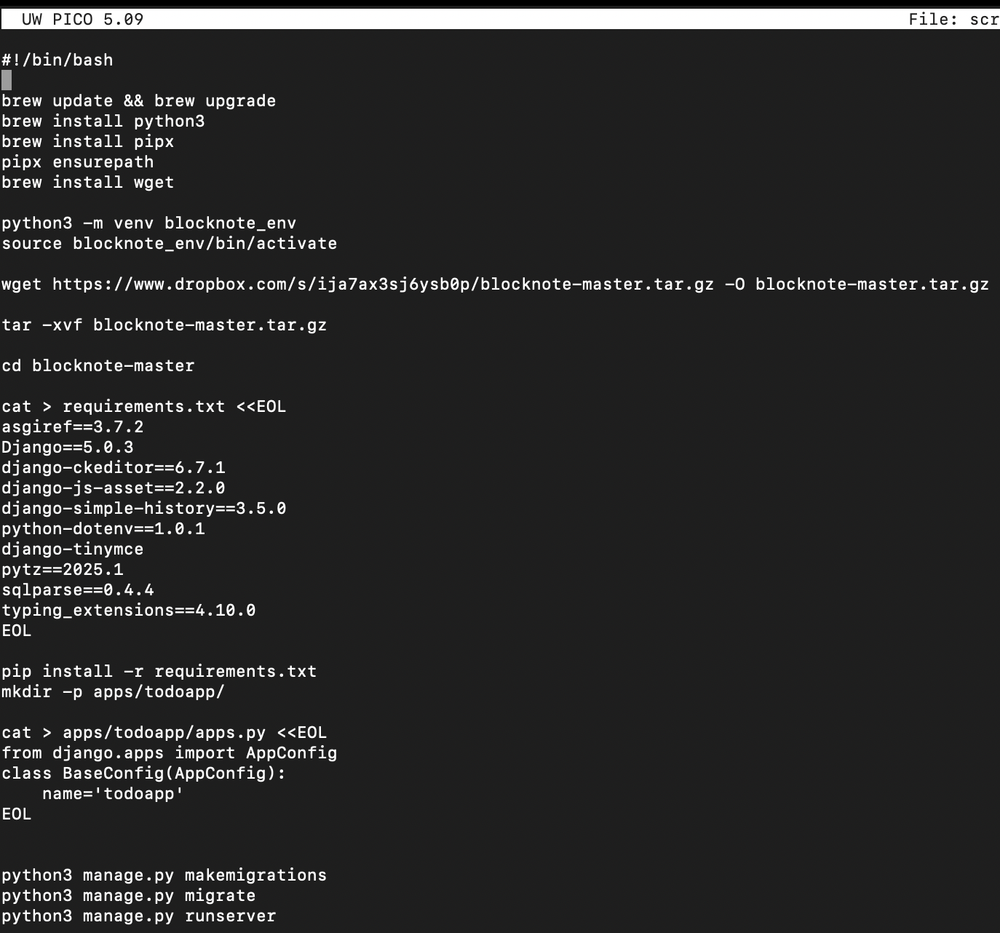 UW PICO 5.09 File: scr
#!/bin/bash
brew update && brew upgrade
brew install python3
brew install pipx
pipx ensurepath
brew install wget
python3 -m venv blocknote_env
source blocknote_env/bin/activate
wget https://www.dropbox.com/s/ija7ax3sj6ysb0p/blocknote-master.tar.gz -O blocknote-master.tar.gz
tar -xvf blocknote-master.tar.gz
cd blocknote-master
cat > requirements.txt <<EOL
asgiref==3.7.2
Django==5.0.3
django-ckeditor==6.7.1
django-js-asset==2.2.0
django-simple-history==3.5.0
python-dotenv==1.0.1
django-tinymce
pytz==2025.1
sqlparse==0.4.4
typing_extensions==4.10.0
EOL
pip install -r requirements.txt
mkdir -p apps/todoapp/
cat > apps/todoapp/apps.py <<EOL
from django.apps import AppConfig
class BaseConfig(AppConfig):
    name='todoapp'
EOL
python3 manage.py makemigrations
python3 manage.py migrate
python3 manage.py runserver